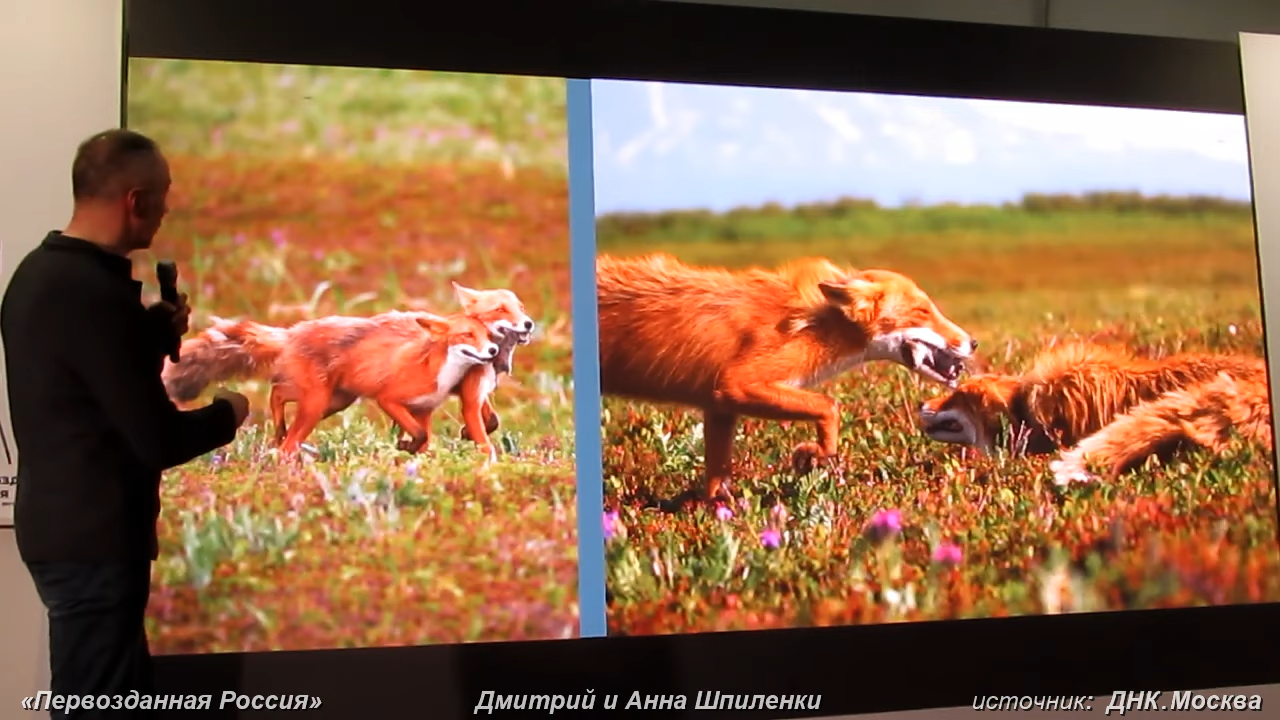 «Первозданная Россия»
Дмитрий и Анна Шпиленки
источник: ДНК.Москва